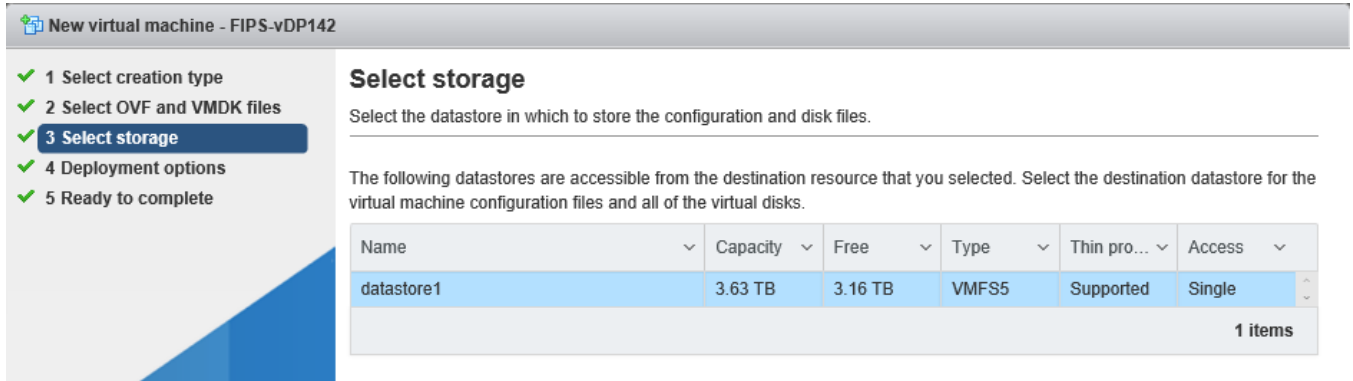 New virtual machine - FIPS-vDP142
1 Select creation type
2 Select OVF and VMDK files
3 Select storage
4 Deployment options
5 Ready to complete
Select storage
Select the datastore in which to store the configuration and disk files.
The following datastores are accessible from the destination resource that you selected. Select the destination datastore for the
virtual machine configuration files and all of the virtual disks.
Name Capacity Free Type Thin pro... Access
datastore1 3.63 TB 3.16 TB VMFS5 Supported Single
1 items